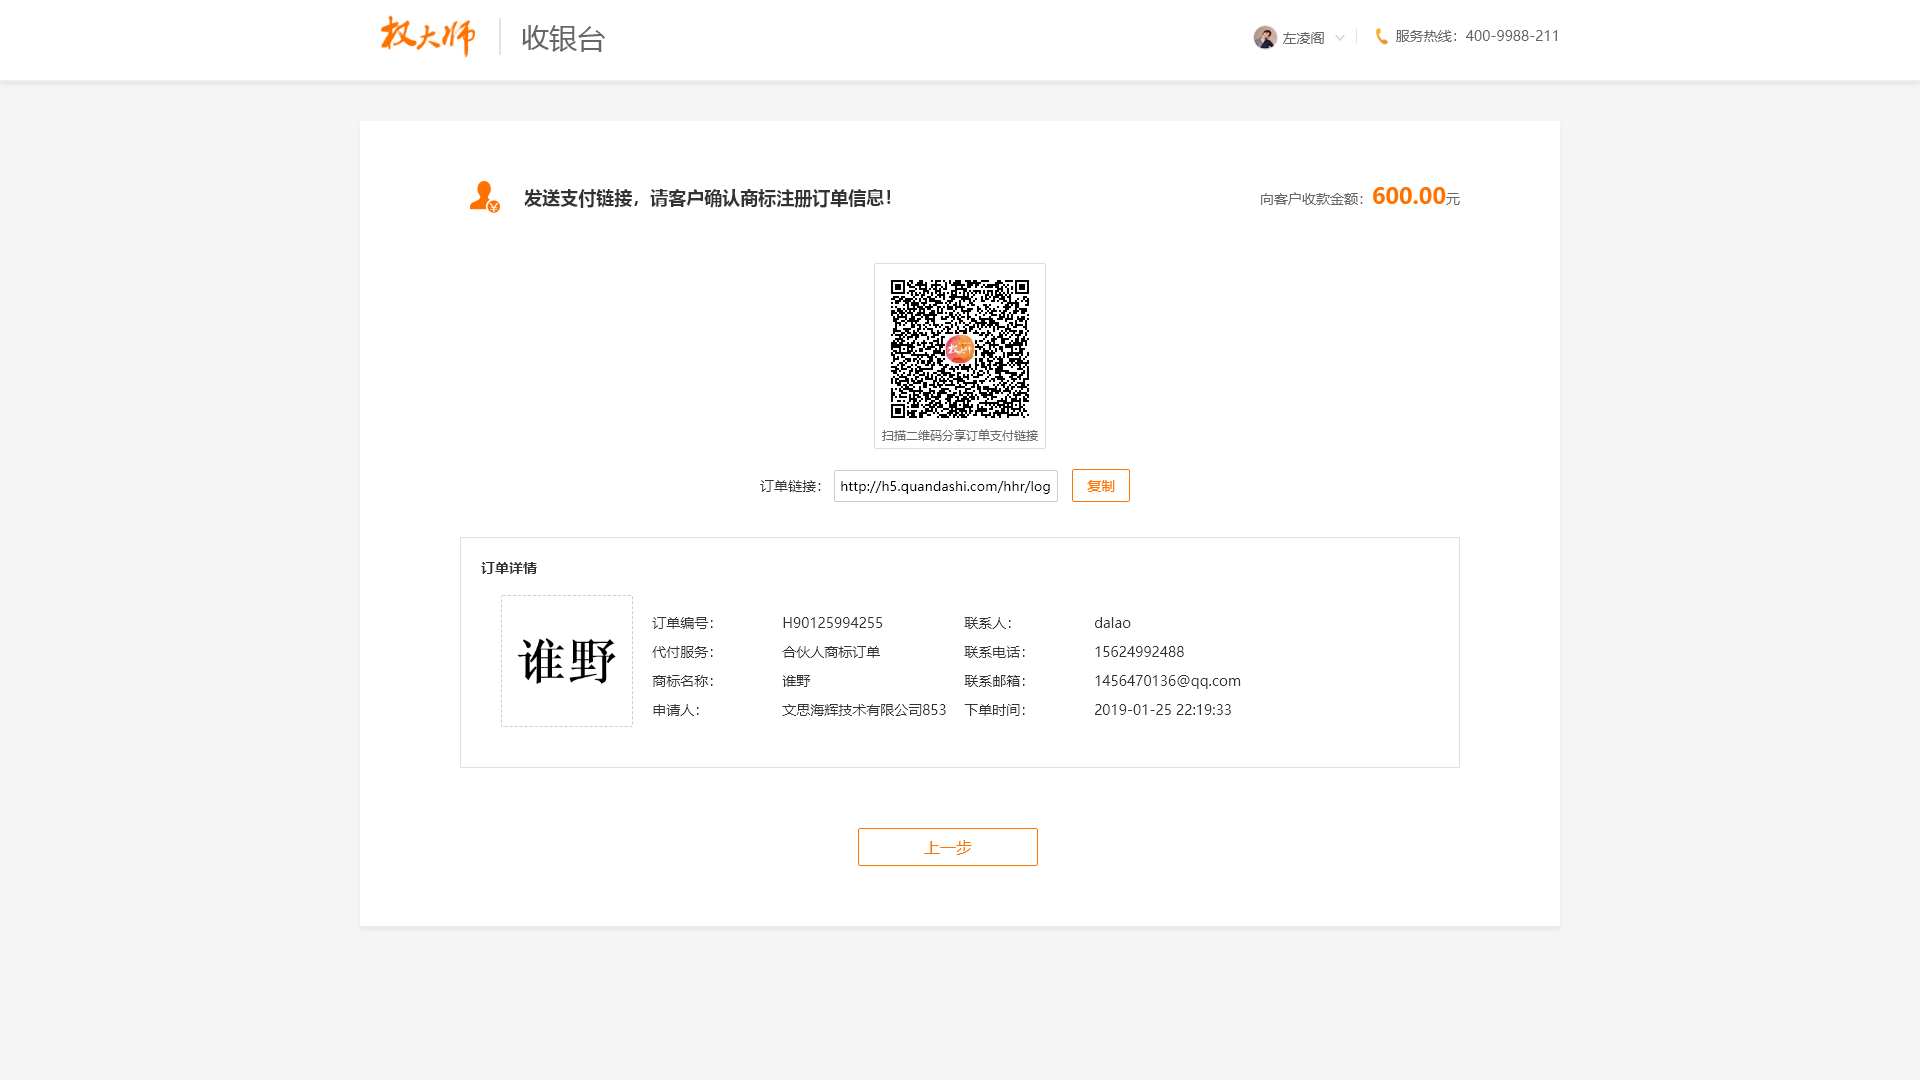 权大师
收银台
左凌阁
服务热线：400-9988-211
发送支付链接，请客户确认商标注册订单信息！
向客户收款金额：600.00元
权大师
扫描二维码分享订单支付链接
订单链接：
http://h5.quandashi.com/hhr/log
复制
订单详情
谁野
订单编号： H90125994255 联系人： dalao
代付服务： 合伙人商标订单 联系电话： 15624992488
商标名称： 谁野 联系邮箱： 1456470136@qq.com
申请人： 文思海辉技术有限公司853 下单时间： 2019-01-25 22:19:33
上一步